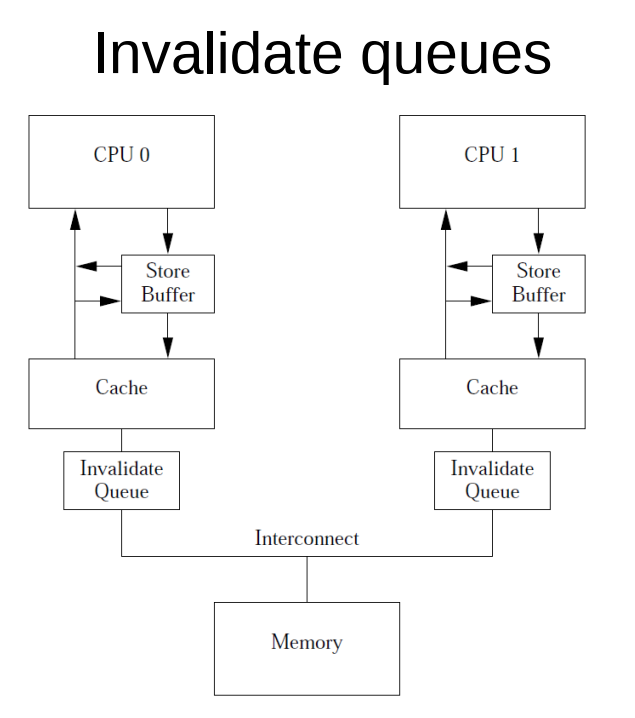 Invalidate queues
CPU 0
CPU 1
Store
Buffer
Store
Buffer
Cache
Cache
Invalidate
Queue
Invalidate
Queue
Interconnect
Memory